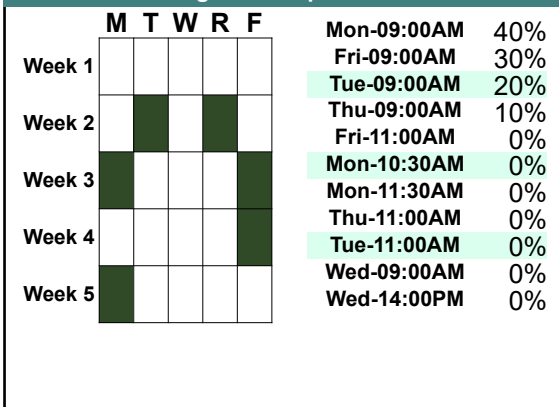 M T W R F
Week 1
Week 2
Week 3
Week 4
Week 5
Mon-09:00AM 40%
Fri-09:00AM 30%
Tue-09:00AM 20%
Thu-09:00AM 10%
Fri-11:00AM 0%
Mon-10:30AM 0%
Mon-11:30AM 0%
Thu-11:00AM 0%
Tue-11:00AM 0%
Wed-09:00AM 0%
Wed-14:00PM 0%